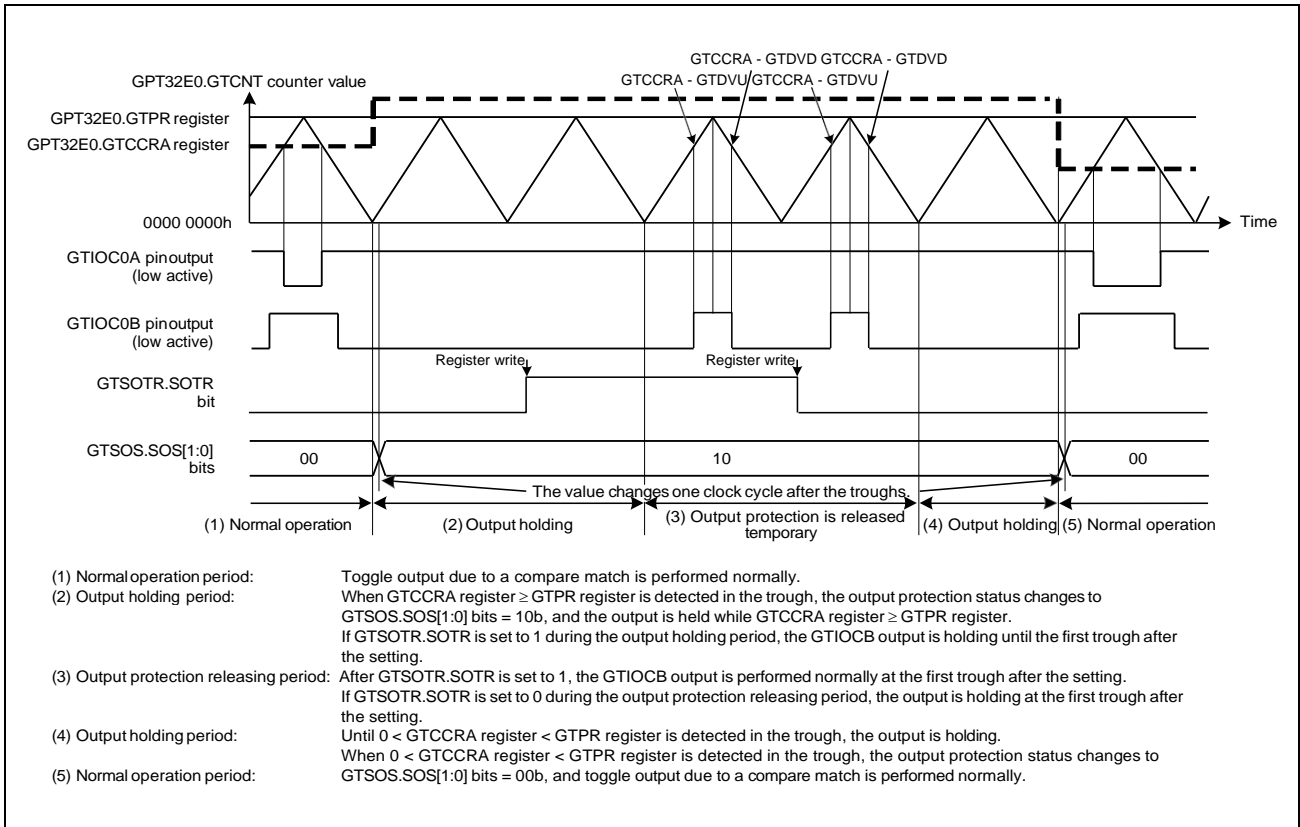 GTCCRA - GTDVD GTCCRA - GTDVD
GTCCRA - GTDVU GTCCRA - GTDVU
GPT32E0.GTCNT counter value
GPT32E0.GTPR register
GPT32E0.GTCCRA register
0000 0000h
Time
GTIOC0A pin output
(low active)
GTIOC0B pin output
(low active)
Register write
Register write
GTSOTR.SOTR
bit
GTSOS.SOS[1:0]
bits
00
10
00
The value changes one clock cycle after the troughs.
(1) Normal operation
(2) Output holding
(3) Output protection is released
temporary
(4) Output holding
(5) Normal operation
(1) Normal operation period: Toggle output due to a compare match is performed normally.
(2) Output holding period: When GTCCRA register ≥ GTPR register is detected in the trough, the output protection status changes to
GTSOS.SOS[1:0] bits = 10b, and the output is held while GTCCRA register ≥ GTPR register.
If GTSOTR.SOTR is set to 1 during the output holding period, the GTIOCB output is holding until the first trough after
the setting.
(3) Output protection releasing period: After GTSOTR.SOTR is set to 1, the GTIOCB output is performed normally at the first trough after the setting.
If GTSOTR.SOTR is set to 0 during the output protection releasing period, the output is holding at the first trough after
the setting.
(4) Output holding period: Until 0 < GTCCRA register < GTPR register is detected in the trough, the output is holding.
When 0 < GTCCRA register < GTPR register is detected in the trough, the output protection status changes to
(5) Normal operation period: GTSOS.SOS[1:0] bits = 00b, and toggle output due to a compare match is performed normally.